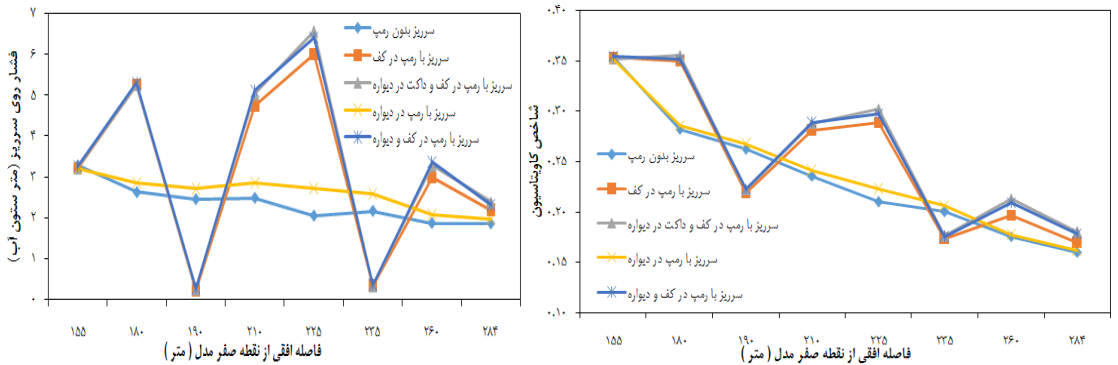 فشار روی سرریز (متر ستون آب)
۷
۶
۵
۴
۳
۲
۱
۰
سرریز بدون رمپ
سرریز با رمپ در کف
سرریز با رمپ در کف و داکت در دیواره
سرریز با رمپ در دیواره
سرریز با رمپ در کف و دیواره
۱۵۵ ۱۸۰ ۱۹۰ ۲۱۰ ۲۲۵ ۲۳۵ ۲۶۰ ۲۸۴
فاصله افقی از نقطه صفر مدل ( متر )
شاخص کاویتاسیون
۰.۴۰
۰.۳۵
۰.۳۰
۰.۲۵
۰.۲۰
۰.۱۵
۰.۱۰
سرریز بدون رمپ
سرریز با رمپ در کف
سرریز با رمپ در کف و داکت در دیواره
سرریز با رمپ در دیواره
سرریز با رمپ در کف و دیواره
۱۵۵ ۱۸۰ ۱۹۰ ۲۱۰ ۲۲۵ ۲۳۵ ۲۶۰ ۲۸۴
فاصله افقی از نقطه صفر مدل ( متر )